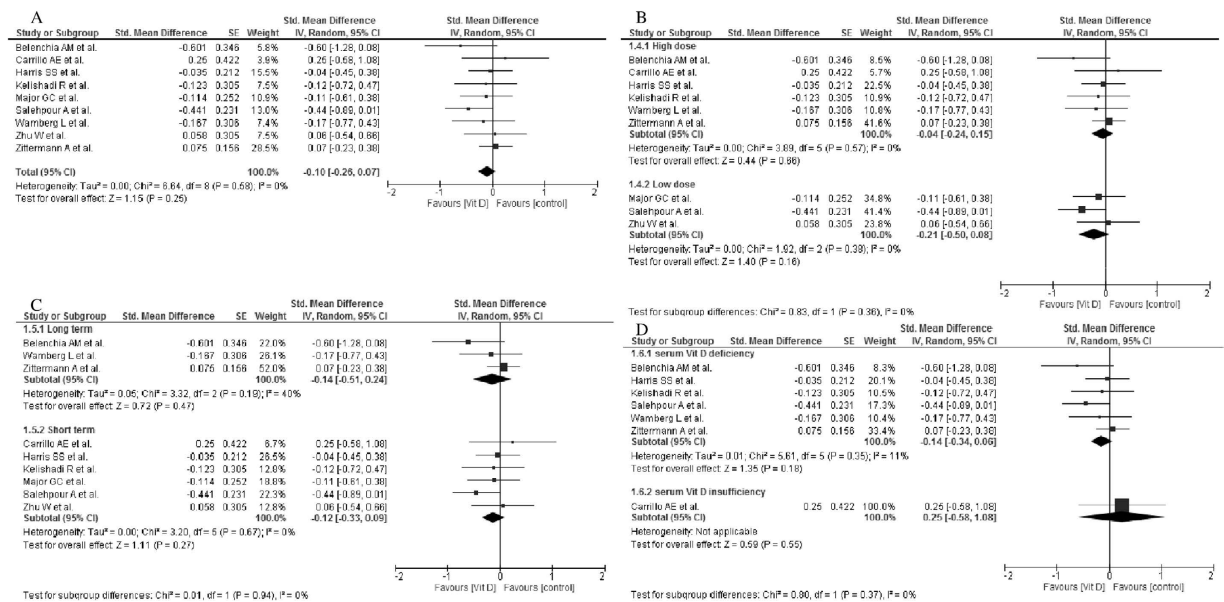 A
Std. Mean Difference Std. Mean Difference
Study or Subgroup Std. Mean Difference SE Weight IV, Random, 95% CI IV, Random, 95% CI
Belenchia AM et al. -0.601 0.346 5.8% -0.60 [-1.28, 0.08]
Carrillo AE et al. 0.25 0.422 3.9% 0.25 [-0.58, 1.08]
Harris SS et al. -0.035 0.212 15.5% -0.04 [-0.45, 0.38]
Kelishadi R et al. -0.123 0.305 7.5% -0.12 [-0.72, 0.47]
Major GC et al. -0.114 0.252 10.9% -0.11 [-0.61, 0.38]
Salehpour A et al. -0.441 0.231 13.0% -0.44 [-0.89, 0.01]
Wamberg L et al. -0.167 0.306 7.4% -0.17 [-0.77, 0.43]
Zhu W et al. 0.058 0.305 7.5% 0.06 [-0.54, 0.66]
Zittermann A et al. 0.075 0.156 28.5% 0.07 [-0.23, 0.38]
Total (95% CI) 100.0% -0.10 [-0.26, 0.07]
Heterogeneity: Tau² = 0.00; Chi² = 6.64, df = 8 (P = 0.58); I² = 0%
Test for overall effect: Z = 1.15 (P = 0.25)
-2 -1 0 1 2
Favours [Vit D] Favours [control]
B
Std. Mean Difference Std. Mean Difference
Study or Subgroup Std. Mean Difference SE Weight IV, Random, 95% CI IV, Random, 95% CI
1.4.1 High dose
Belenchia AM et al. -0.601 0.346 8.5% -0.60 [-1.28, 0.08]
Carrillo AE et al. 0.25 0.422 5.7% 0.25 [-0.58, 1.08]
Harris SS et al. -0.035 0.212 22.5% -0.04 [-0.45, 0.38]
Kelishadi R et al. -0.123 0.305 10.9% -0.12 [-0.72, 0.47]
Wamberg L et al. -0.167 0.306 10.8% -0.17 [-0.77, 0.43]
Zittermann A et al. 0.075 0.156 41.6% 0.07 [-0.23, 0.38]
Subtotal (95% CI) 100.0% -0.04 [-0.24, 0.15]
Heterogeneity: Tau² = 0.00; Chi² = 3.89, df = 5 (P = 0.57); I² = 0%
Test for overall effect: Z = 0.44 (P = 0.66)
1.4.2 Low dose
Major GC et al. -0.114 0.252 34.8% -0.11 [-0.61, 0.38]
Salehpour A et al. -0.441 0.231 41.4% -0.44 [-0.89, 0.01]
Zhu W et al. 0.058 0.305 23.8% 0.06 [-0.54, 0.66]
Subtotal (95% CI) 100.0% -0.21 [-0.50, 0.08]
Heterogeneity: Tau² = 0.00; Chi² = 1.92, df = 2 (P = 0.38); I² = 0%
Test for overall effect: Z = 1.40 (P = 0.16)
-2 -1 0 1 2
Favours [Vit D] Favours [control]
Test for subgroup differences: Chi² = 0.83, df = 1 (P = 0.36), I² = 0%
C
Std. Mean Difference Std. Mean Difference
Study or Subgroup Std. Mean Difference SE Weight IV, Random, 95% CI IV, Random, 95% CI
1.5.1 Long term
Belenchia AM et al. -0.601 0.346 22.0% -0.60 [-1.28, 0.08]
Wamberg L et al. -0.167 0.306 26.1% -0.17 [-0.77, 0.43]
Zittermann A et al. 0.075 0.156 52.0% 0.07 [-0.23, 0.38]
Subtotal (95% CI) 100.0% -0.14 [-0.51, 0.24]
Heterogeneity: Tau² = 0.05; Chi² = 3.32, df = 2 (P = 0.19); I² = 40%
Test for overall effect: Z = 0.72 (P = 0.47)
1.5.2 Short term
Carrillo AE et al. 0.25 0.422 6.7% 0.25 [-0.58, 1.08]
Harris SS et al. -0.035 0.212 26.5% -0.04 [-0.45, 0.38]
Kelishadi R et al. -0.123 0.305 12.8% -0.12 [-0.72, 0.47]
Major GC et al. -0.114 0.252 18.8% -0.11 [-0.61, 0.38]
Salehpour A et al. -0.441 0.231 22.3% -0.44 [-0.89, 0.01]
Zhu W et al. 0.058 0.305 12.8% 0.06 [-0.54, 0.66]
Subtotal (95% CI) 100.0% -0.12 [-0.33, 0.09]
Heterogeneity: Tau² = 0.00; Chi² = 3.20, df = 5 (P = 0.67); I² = 0%
Test for overall effect: Z = 1.11 (P = 0.27)
-2 -1 0 1 2
Favours [Vit D] Favours [control]
Test for subgroup differences: Chi² = 0.01, df = 1 (P = 0.94), I² = 0%
D
Std. Mean Difference Std. Mean Difference
Study or Subgroup Std. Mean Difference SE Weight IV, Random, 95% CI IV, Random, 95% CI
1.6.1 serum Vit D deficiency
Belenchia AM et al. -0.601 0.346 8.3% -0.60 [-1.28, 0.08]
Harris SS et al. -0.035 0.212 20.1% -0.04 [-0.45, 0.38]
Kelishadi R et al. -0.123 0.305 10.5% -0.12 [-0.72, 0.47]
Salehpour A et al. -0.441 0.231 17.3% -0.44 [-0.89, 0.01]
Wamberg L et al. -0.167 0.306 10.4% -0.17 [-0.77, 0.43]
Zittermann A et al. 0.075 0.156 33.4% 0.07 [-0.23, 0.38]
Subtotal (95% CI) 100.0% -0.14 [-0.34, 0.06]
Heterogeneity: Tau² = 0.01; Chi² = 5.61, df = 5 (P = 0.35); I² = 11%
Test for overall effect: Z = 1.35 (P = 0.18)
1.6.2 serum Vit D insufficiency
Carrillo AE et al. 0.25 0.422 100.0% 0.25 [-0.58, 1.08]
Subtotal (95% CI) 100.0% 0.25 [-0.58, 1.08]
Heterogeneity: Not applicable
Test for overall effect: Z = 0.59 (P = 0.55)
-2 -1 0 1 2
Favours [Vit D] Favours [control]
Test for subgroup differences: Chi² = 0.80, df = 1 (P = 0.37), I² = 0%